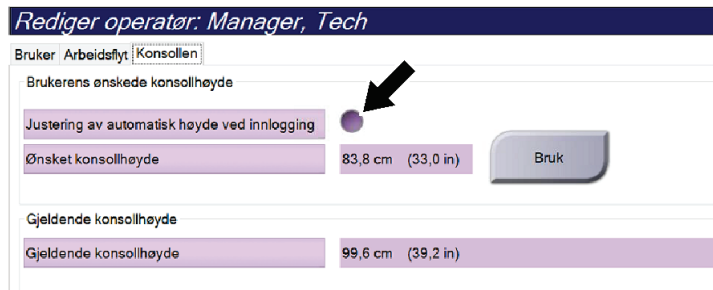 Rediger operatør: Manager, Tech
Bruker Arbeidsflyt Konsollen
Brukerens ønskede konsollhøyde
Justering av automatisk høyde ved innlogging
Ønsket konsollhøyde 83,8 cm (33,0 in) Bruk
Gjeldende konsollhøyde
Gjeldende konsollhøyde 99,6 cm (39,2 in)